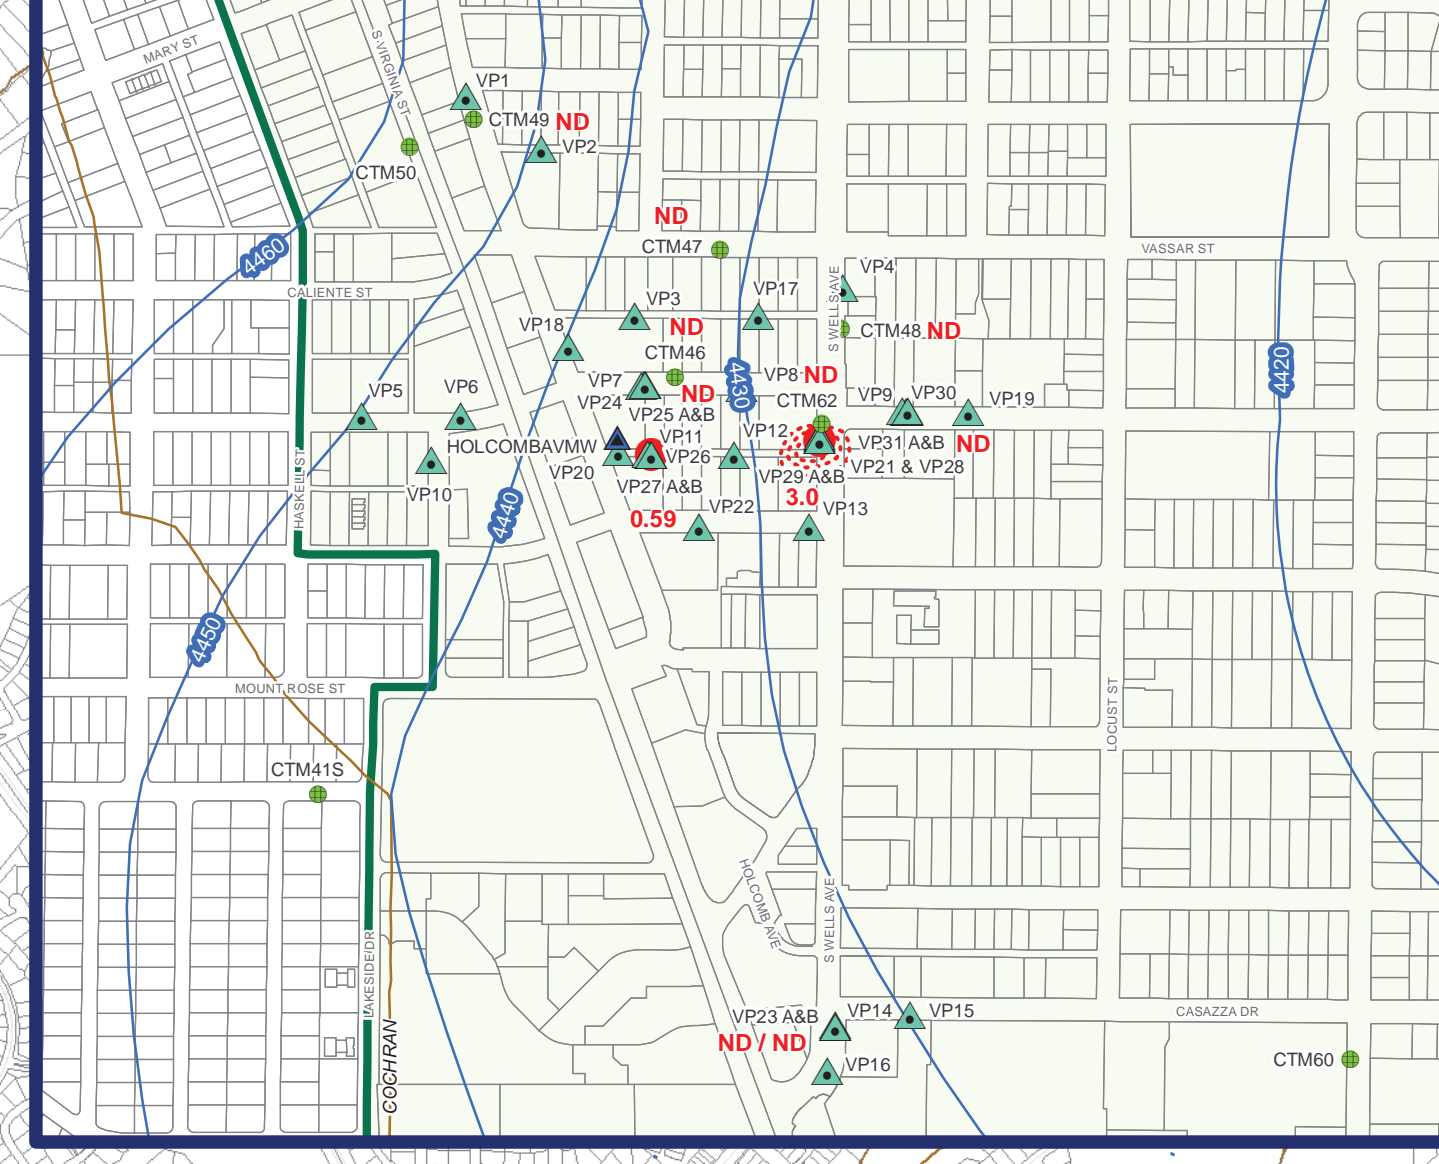 MARY ST
S VIRGINIA ST
VP1
CTM49
ND
VP2
CTM50
ND
CTM47
VASSAR ST
4460
CALIENTE ST
VP4
S WELLS AVE
VP3
VP17
VP18
ND
CTM48
ND
CTM46
4430
4420
VP7
VP8
ND
VP5
VP6
VP24
ND
CTM62
VP9
VP30
VP19
VP25 A&B
HOLCOMBAVMW
VP11
VP12
VP31 A&B
ND
VP20
VP26
VP21 & VP28
HASKELL ST
VP10
VP27 A&B
VP29 A&B
3.0
4440
0.59
VP22
VP13
4450
MOUNT ROSE ST
LOCUST ST
CTM41S
HOLCOMB AVE
S WELLS AVE
LAKESIDE DR
COCHRAN
VP23 A&B
VP14
VP15
CASAZZA DR
ND / ND
VP16
CTM60